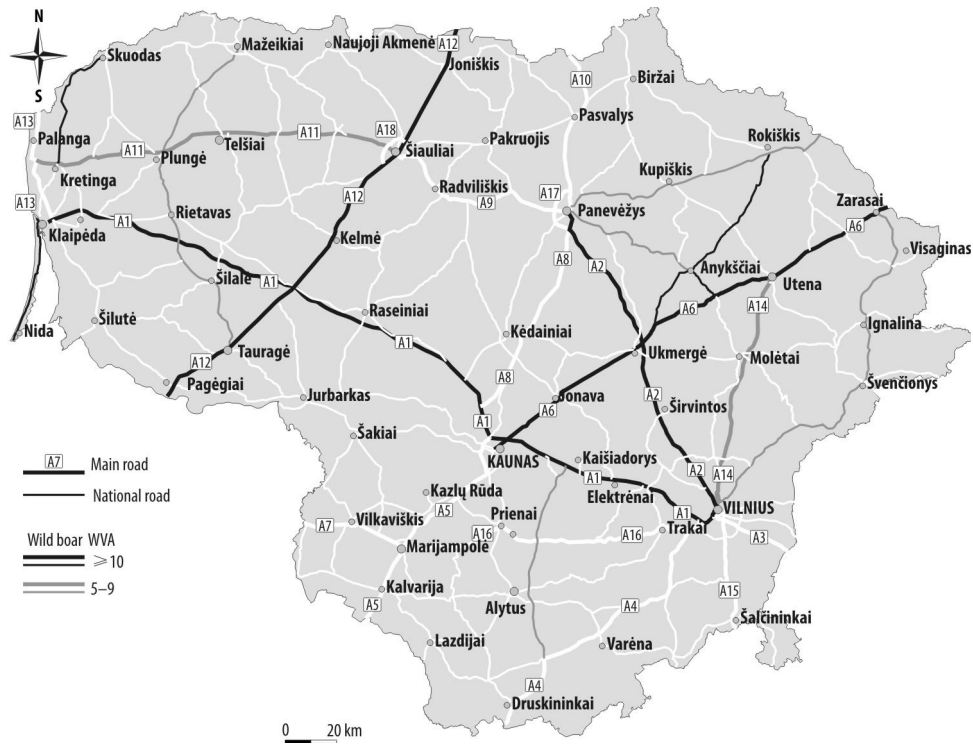 N
S
Skuodas
Mažeikiai
Naujoji Akmenė
A12
Joniškis
A10
Biržai
Pasvalys
A13
Palanga
A11
Telšiai
A11
A18
Šiauliai
Pakruojis
Rokiškis
Kretinga
Plungė
Radviliškis
Kupiškis
A12
A9
A17
Panevėžys
Zarasai
A13
Klaipėda
A1
Rietavas
Kelmė
A8
A2
A6
Visaginas
Anykščiai
Utena
Šilalė
A1
A6
A14
Nida
Šilutė
Raseiniai
A1
Kėdainiai
Ignalina
A12
Tauragė
Ukmergė
Molėtai
Pagėgiai
A8
Švenčionys
Jurbarkas
A1
A6
Jonava
A2
Širvintos
Šakiai
KAUNAS
Kaišiadorys
A7
Main road
National road
A1
Elektrėnai
A2
A14
Kazlų Rūda
A5
VILNIUS
A7
Vilkaviškis
Prienai
A16
A16
A1
Trakai
A3
Wild boar WVA
⩾10
5–9
Marijampolė
Kalvarija
A5
Alytus
A4
A15
Šalčininkai
Lazdijai
Varėna
A4
Druskininkai
0 20 km